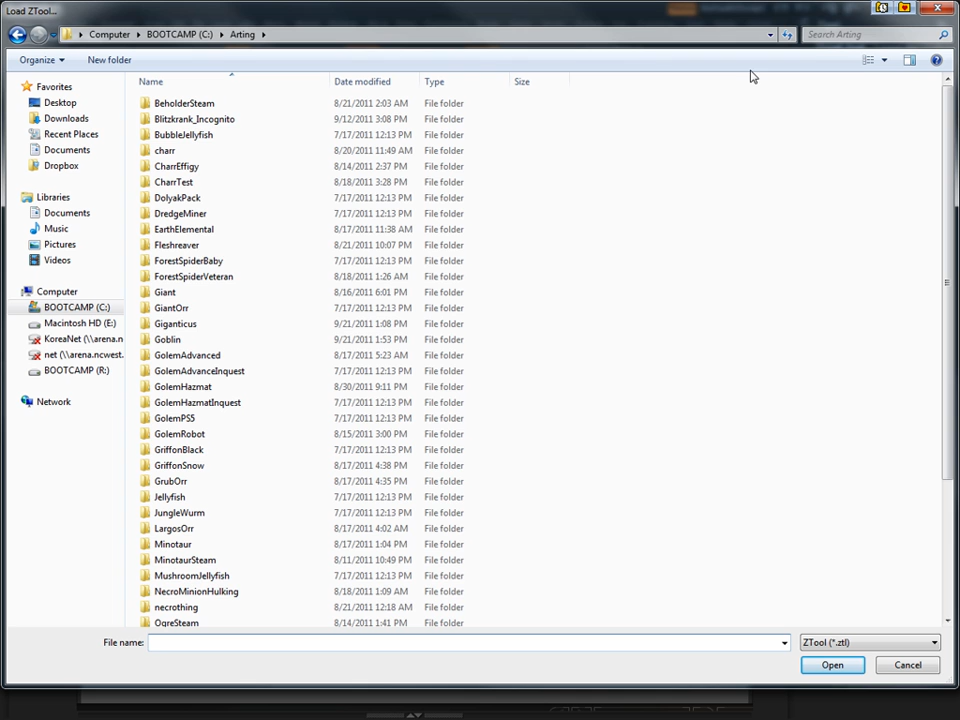 Load ZTool...
Computer BOOTCAMP (C:) Arting
Search Arting
Organize New folder
Name Date modified Type Size
Favorites
Desktop
Downloads
Recent Places
Documents
Dropbox
Libraries
Documents
Music
Pictures
Videos
Computer
BOOTCAMP (C:)
Macintosh HD (E:)
KoreaNet (\\arena.n
net (\\arena.ncwest.
BOOTCAMP (R:)
Network
BeholderSteam 8/21/2011 2:03 AM File folder
Blitzkrank_Incognito 9/12/2011 3:08 PM File folder
BubbleJellyfish 7/17/2011 12:13 PM File folder
charr 8/20/2011 11:49 AM File folder
CharrEffigy 8/14/2011 2:37 PM File folder
CharrTest 8/18/2011 3:28 PM File folder
DolyakPack 7/17/2011 12:13 PM File folder
DredgeMiner 7/17/2011 12:13 PM File folder
EarthElemental 8/17/2011 11:38 AM File folder
Fleshreaver 8/21/2011 10:07 PM File folder
ForestSpiderBaby 7/17/2011 12:13 PM File folder
ForestSpiderVeteran 8/18/2011 1:26 AM File folder
Giant 8/16/2011 6:01 PM File folder
GiantOrr 7/17/2011 12:13 PM File folder
Giganticus 9/21/2011 1:08 PM File folder
Goblin 9/21/2011 1:53 PM File folder
GolemAdvanced 8/17/2011 5:23 AM File folder
GolemAdvanceInquest 7/17/2011 12:13 PM File folder
GolemHazmat 8/30/2011 9:11 PM File folder
GolemHazmatInquest 7/17/2011 12:13 PM File folder
GolemPS5 7/17/2011 12:13 PM File folder
GolemRobot 8/15/2011 3:00 PM File folder
GriffonBlack 7/17/2011 12:13 PM File folder
GriffonSnow 8/17/2011 4:38 PM File folder
GrubOrr 8/17/2011 4:35 PM File folder
Jellyfish 7/17/2011 12:13 PM File folder
JungleWurm 7/17/2011 12:13 PM File folder
LargosOrr 8/17/2011 4:02 AM File folder
Minotaur 8/17/2011 1:04 PM File folder
MinotaurSteam 8/11/2011 10:49 PM File folder
MushroomJellyfish 7/17/2011 12:13 PM File folder
NecroMinionHulking 8/18/2011 1:09 AM File folder
necrothing 8/21/2011 12:18 AM File folder
OgreSteam 8/14/2011 1:41 PM File folder
File name: ZTool (*.ztl)
Open Cancel